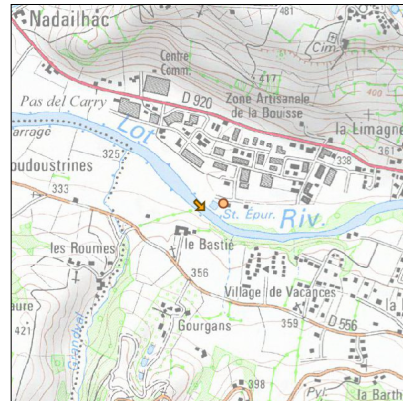 Nadailhac
481
Cim.
Centre
Comm.
D 920
417
400
Zone Artisanale
de la Bouisse
Pas del Carry
Lot
la Limagne
361
338
325
oudoustrines
333
St. Epur.
Riv.
le Bastié
les Roumes
356
Village de Vacances
la
421
Gourgans
359
D 556
398
Pyl.
la Barth